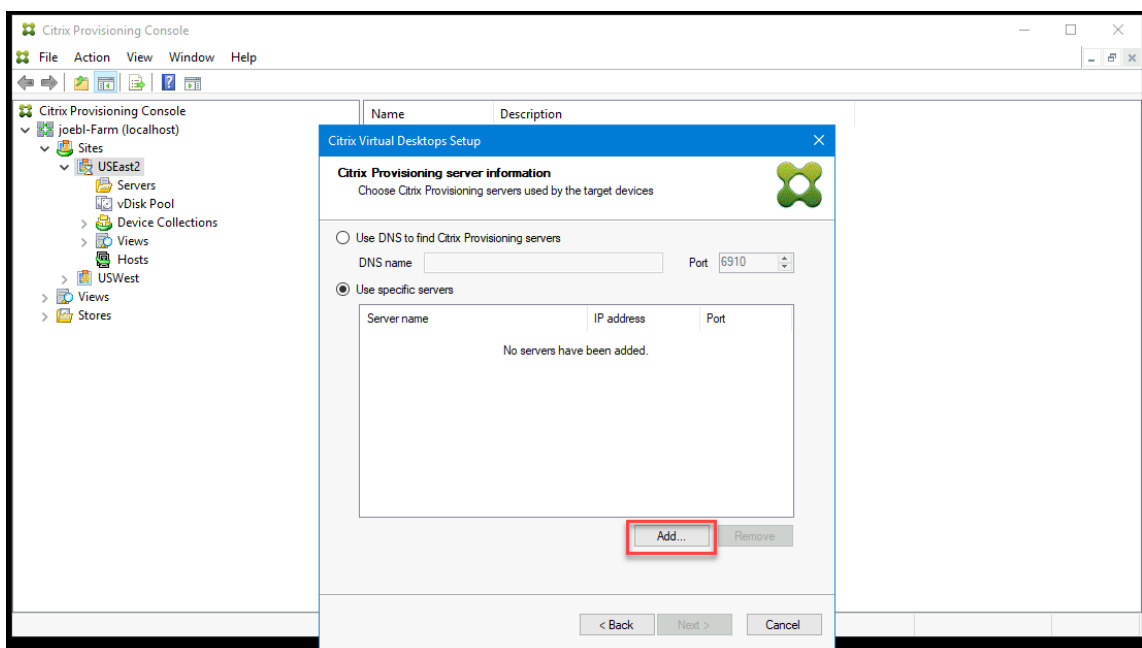 Citrix Provisioning Console
File Action View Window Help
Citrix Provisioning Console
joebl-Farm (localhost)
Sites
USEast2
Servers
vDisk Pool
Device Collections
Views
Hosts
USWest
Views
Stores
Name Description
Citrix Virtual Desktops Setup
Citrix Provisioning server information
Choose Citrix Provisioning servers used by the target devices
Use DNS to find Citrix Provisioning servers
DNS name Port 6910
Use specific servers
Server name IP address Port
No servers have been added.
Add... Remove
< Back Next > Cancel